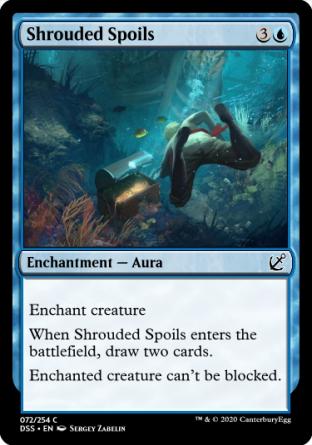 Shrouded Spoils 3
Enchantment — Aura
Enchant creature
When Shrouded Spoils enters the
battlefield, draw two cards.
Enchanted creature can't be blocked.
072/254 C
™ & © 2020 CanterburyEgg
DSS • EN Sergey Zabelin